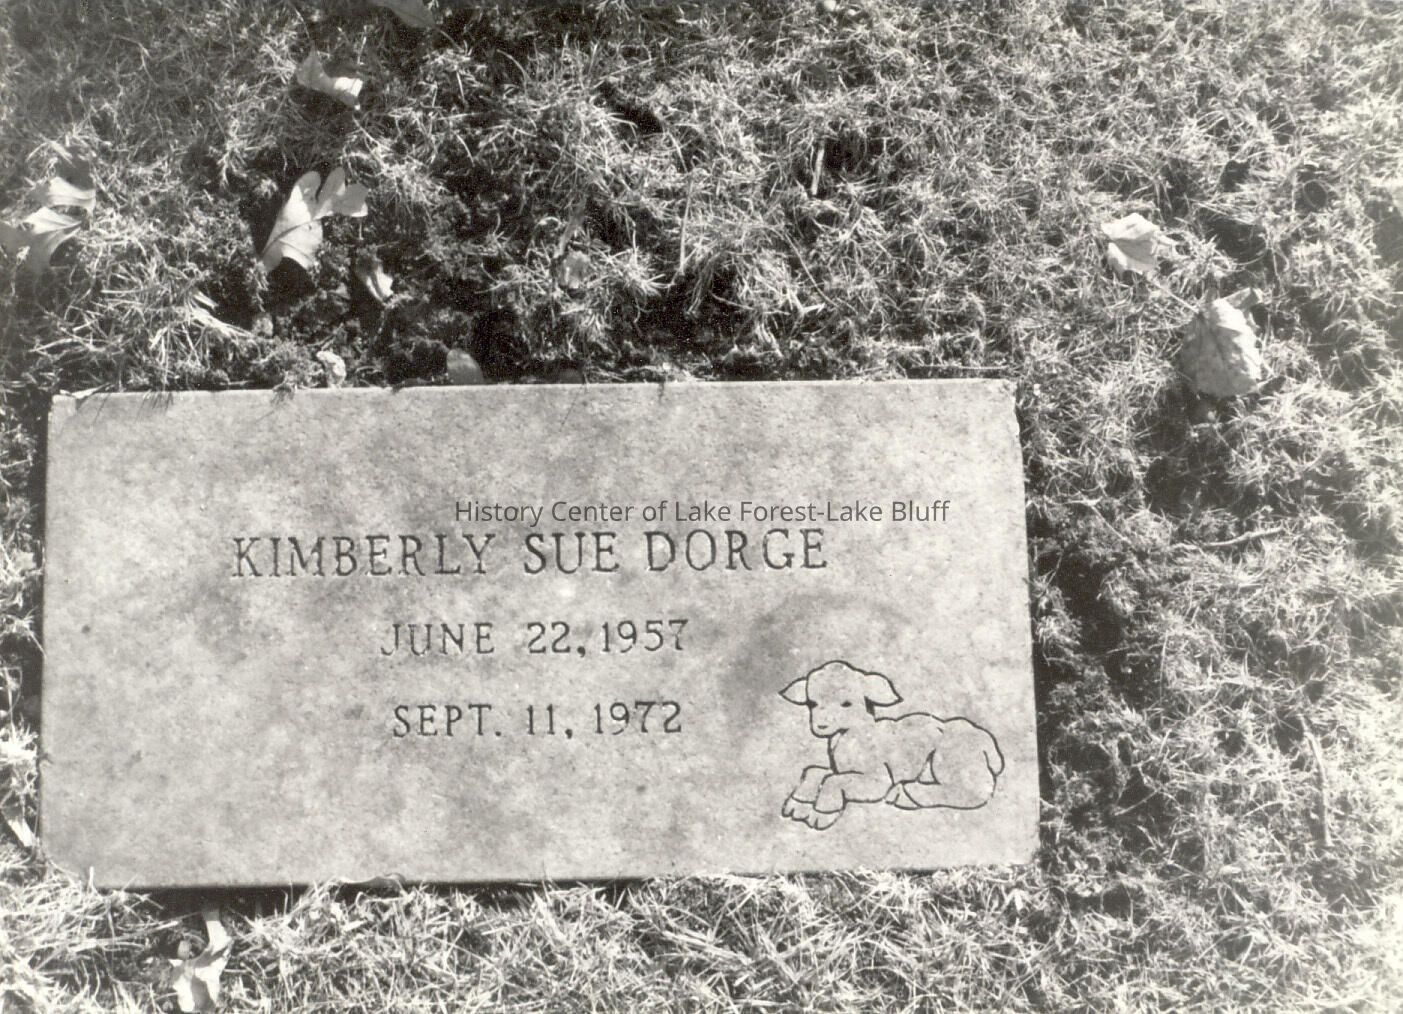 History Center of Lake Forest-Lake Bluff
KIMBERLY SUE DORGE
JUNE 22, 1957
SEPT. 11, 1972